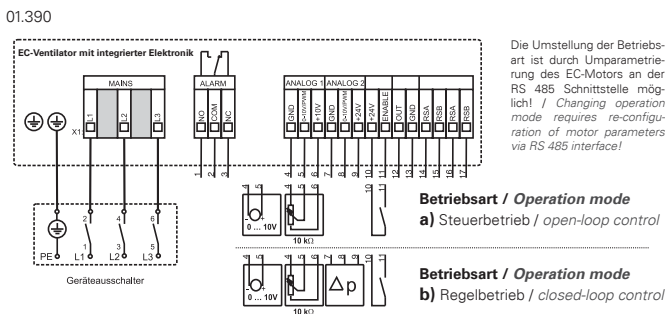 01.390
EC-Ventilator mit integrierter Elektronik
MAINS
ALARM
ANALOG 1 ANALOG 2
X1:
L1
L2
L3
NO
COM
NC
GND
0-10V/PWM
+10V
GND
0-10V/PWM
+24V
+24V
ENABLE
OUT
GND
RSA
RSB
RSA
RSB
1 2 3
4 5 6 7 8 9 10 11 12 13 14 15 16 17
Die Umstellung der Betriebs-
art ist durch Umparametrie-
rung des EC-Motors an der
RS 485 Schnittstelle mög-
lich! / Changing operation
mode requires re-configu-
ration of motor parameters
via RS 485 interface!
2 4 6
1 3 5
PE L1 L2 L3
Geräteausschalter
4 5 4 5 6 10 11
- +
0 ... 10V
10 kΩ
Betriebsart / Operation mode
a) Steuerbetrieb / open-loop control
4 5 4 5 6 7 8 9 10 11
- +
0 ... 10V
10 kΩ
Δp
Betriebsart / Operation mode
b) Regelbetrieb / closed-loop control